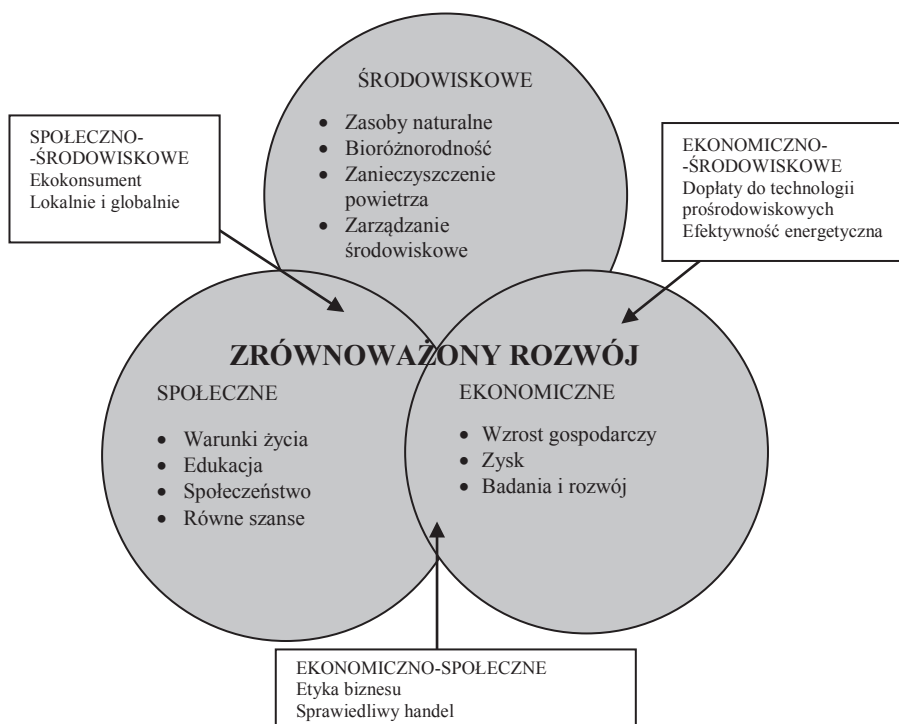 ŚRODOWISKOWE
• Zasoby naturalne
• Bioróżnorodność
• Zanieczyszczenie
powietrza
• Zarządzanie
środowiskowe
SPOŁECZNO-
-ŚRODOWISKOWE
Ekokonsument
Lokalnie i globalnie
EKONOMICZNO-
-ŚRODOWISKOWE
Dopłaty do technologii
prośrodowiskowych
Efektywność energetyczna
ZRÓWNOWAŻONY ROZWÓJ
SPOŁECZNE
• Warunki życia
• Edukacja
• Społeczeństwo
• Równe szanse
EKONOMICZNE
• Wzrost gospodarczy
• Zysk
• Badania i rozwój
EKONOMICZNO-SPOŁECZNE
Etyka biznesu
Sprawiedliwy handel